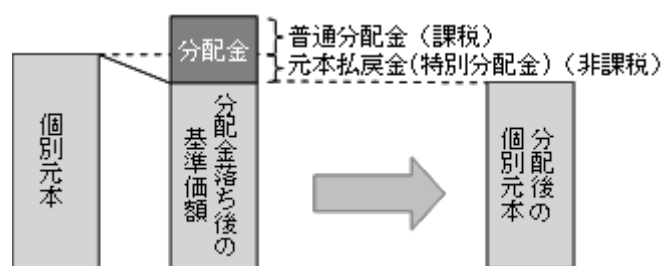 分配金
普通分配金（課税）
元本払戻金(特別分配金)（非課税）
個別元本
分配金落ち後の
基準価額
分配後の
個別元本